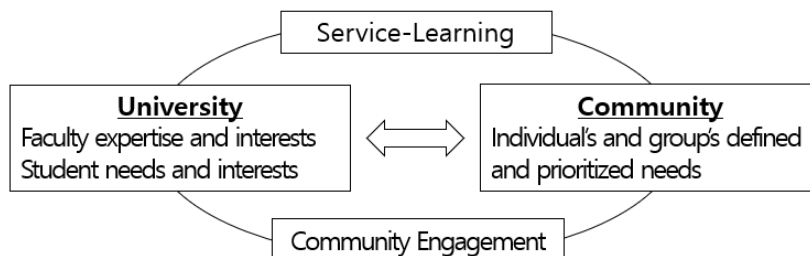 Service-Learning
University
Faculty expertise and interests
Student needs and interests
Community
Individual's and group's defined
and prioritized needs
Community Engagement